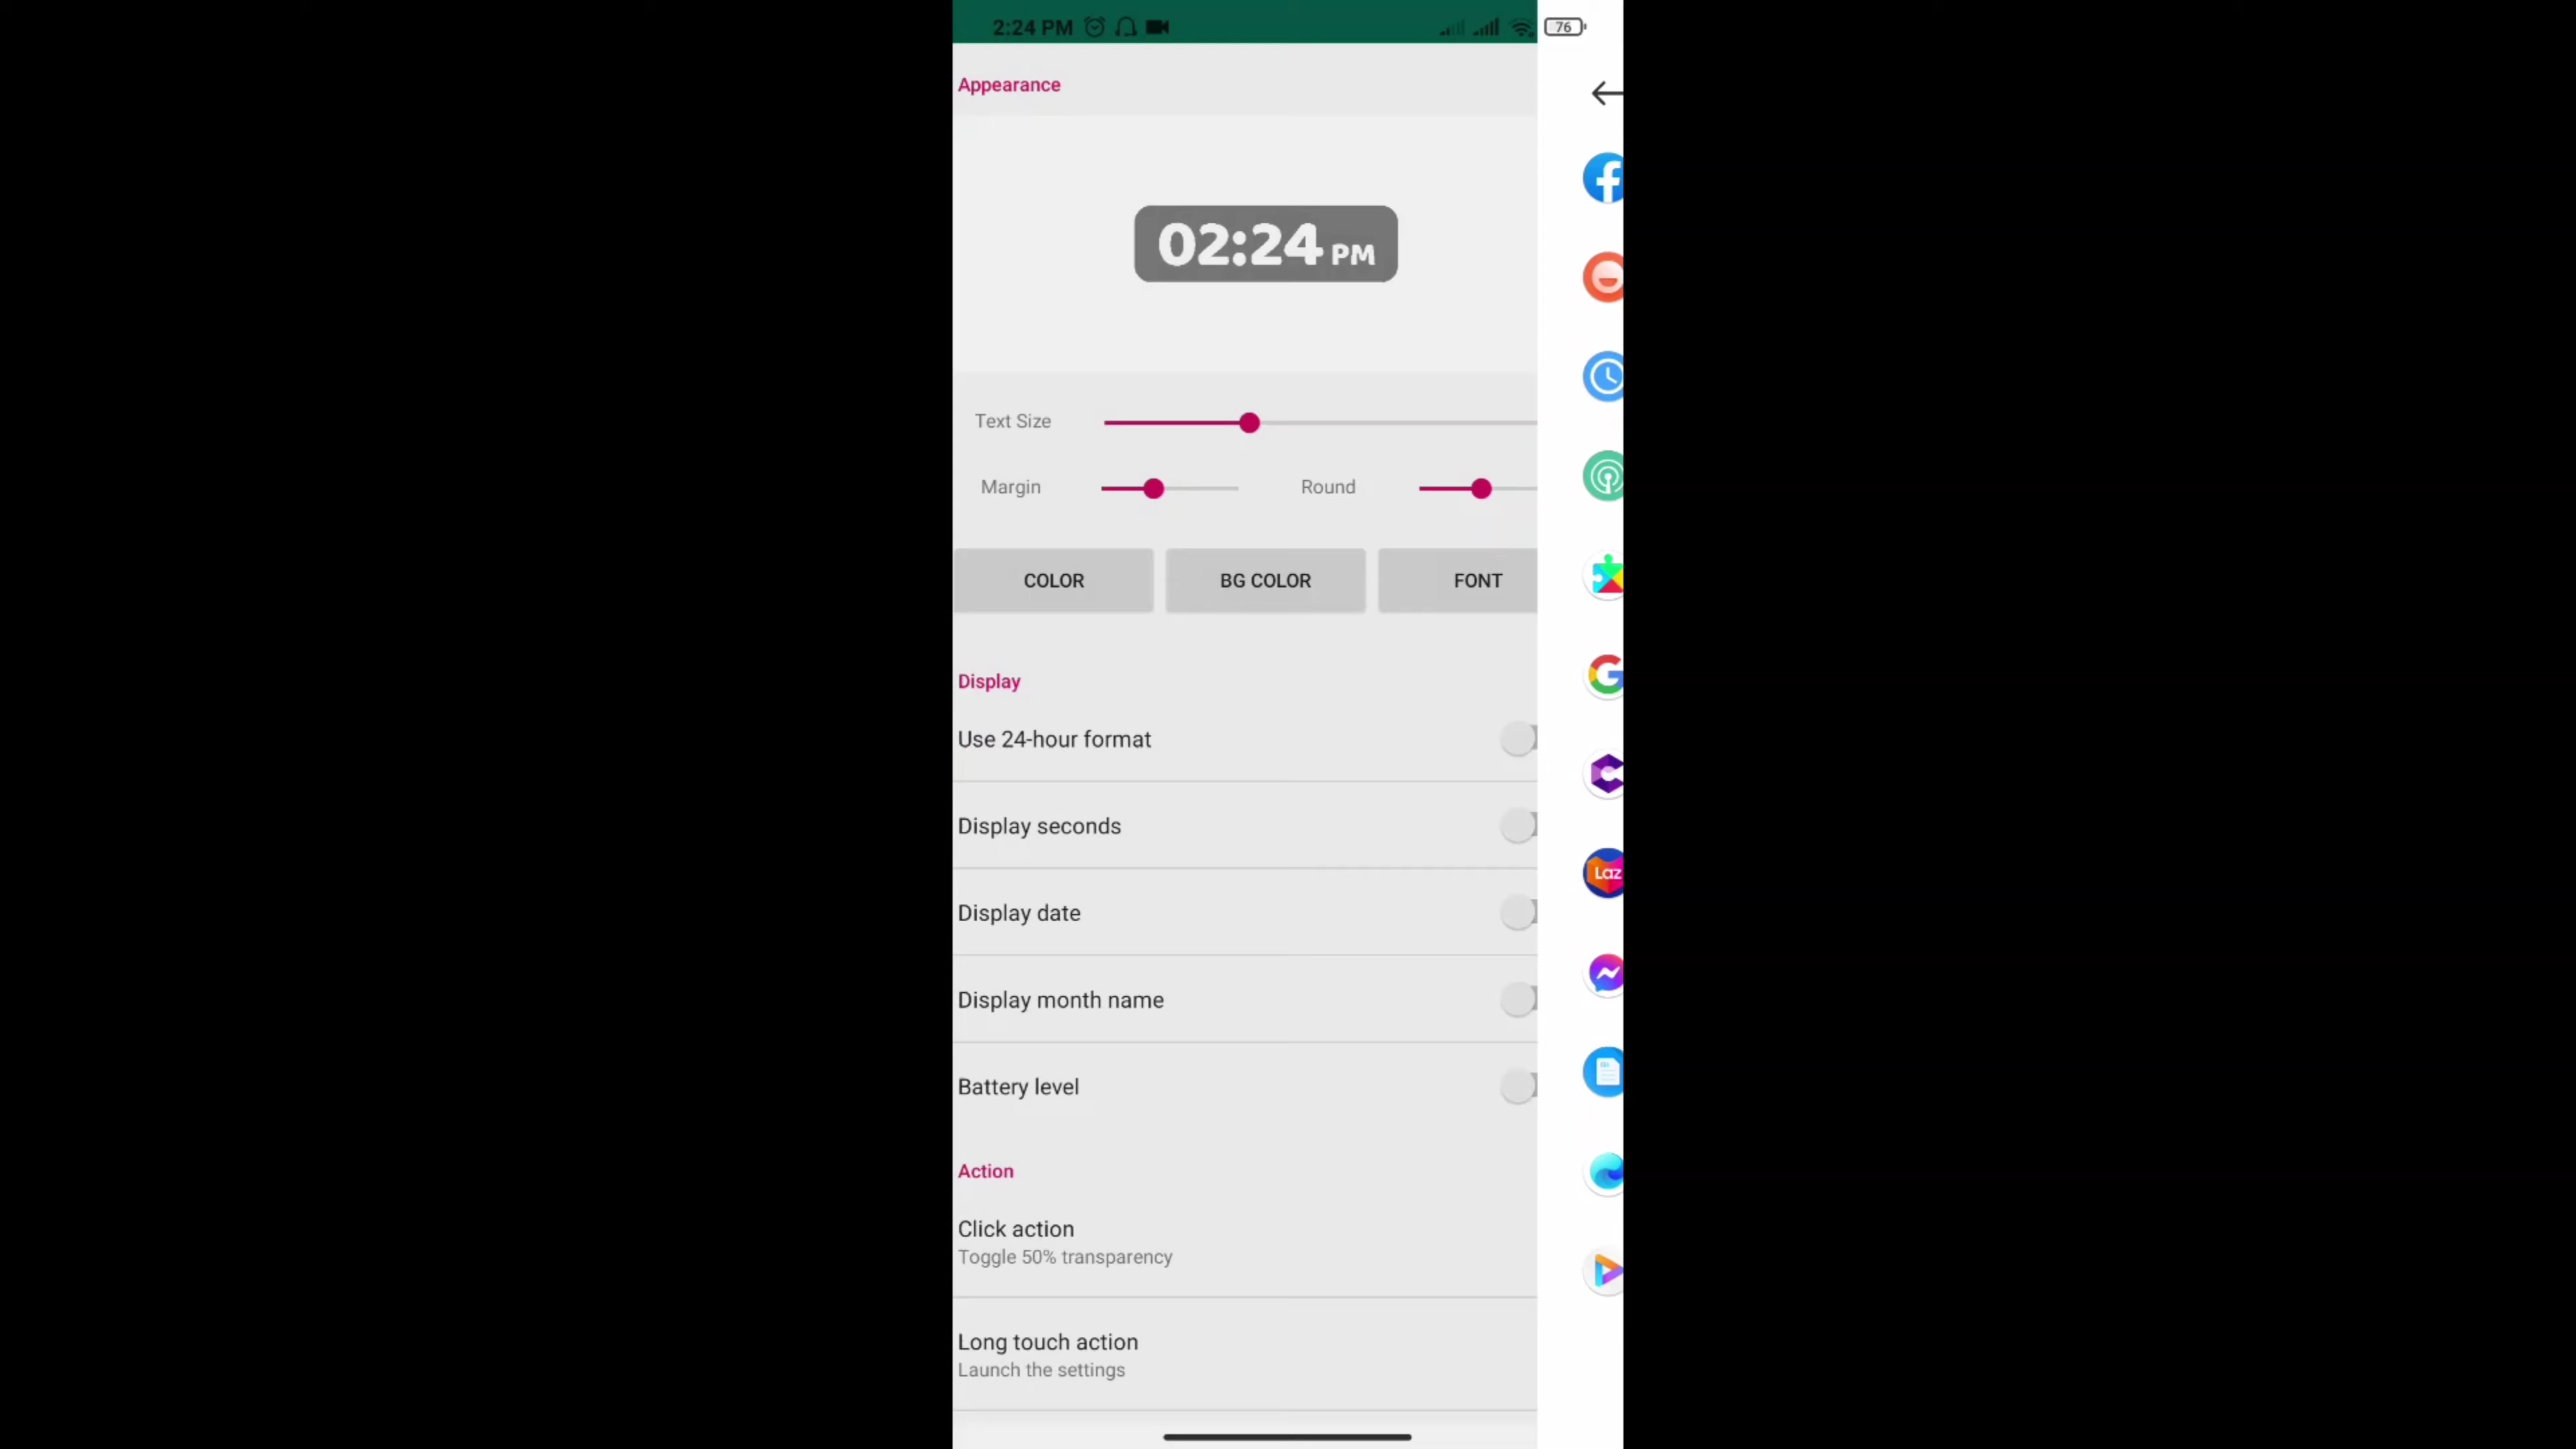 2:24 PM
76
Appearance
02:24 PM
Text Size
Margin
Round
COLOR
BG COLOR
FONT
Display
Use 24-hour format
Display seconds
Display date
Display month name
Laz
Battery level
Action
Click action
Toggle 50% transparency
Long touch action
Launch the settings